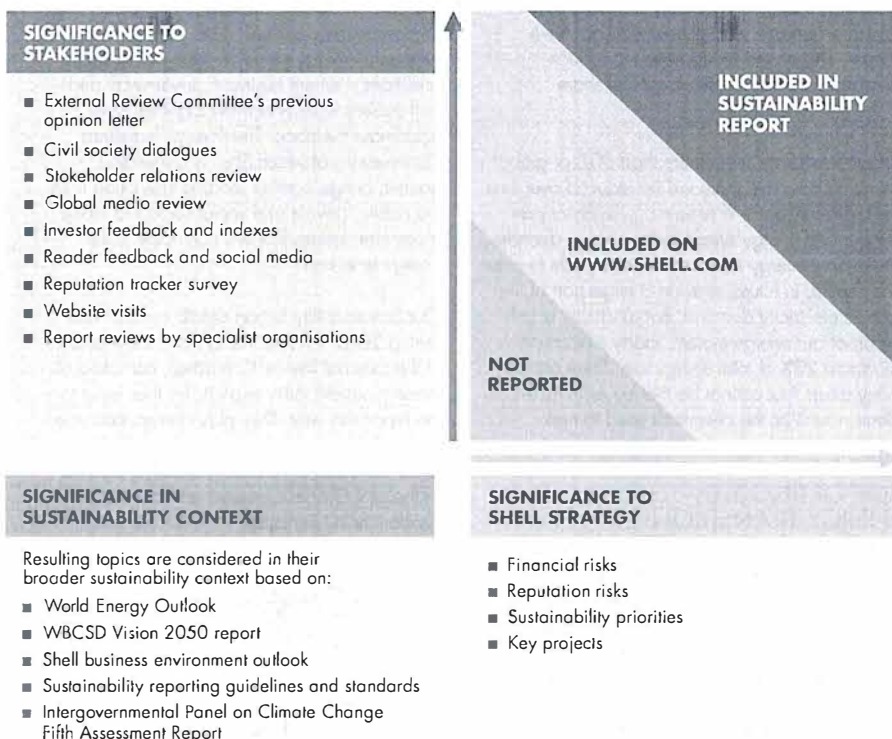 SIGNIFICANCE TO
STAKEHOLDERS
■ External Review Committee's previous
opinion letter
■ Civil society dialogues
■ Stakeholder relations review
■ Global media review
■ Investor feedback and indexes
■ Reader feedback and social media
■ Reputation tracker survey
■ Website visits
■ Report reviews by specialist organisations
INCLUDED IN
SUSTAINABILITY
REPORT
INCLUDED ON
WWW.SHELL.COM
NOT
REPORTED
SIGNIFICANCE IN
SUSTAINABILITY CONTEXT
Resulting topics are considered in their
broader sustainability context based on:
■ World Energy Outlook
■ WBCSD Vision 2050 report
■ Shell business environment outlook
■ Sustainability reporting guidelines and standards
■ Intergovernmental Panel on Climate Change
Fifth Assessment Report
SIGNIFICANCE TO
SHELL STRATEGY
■ Financial risks
■ Reputation risks
■ Sustainability priorities
■ Key projects